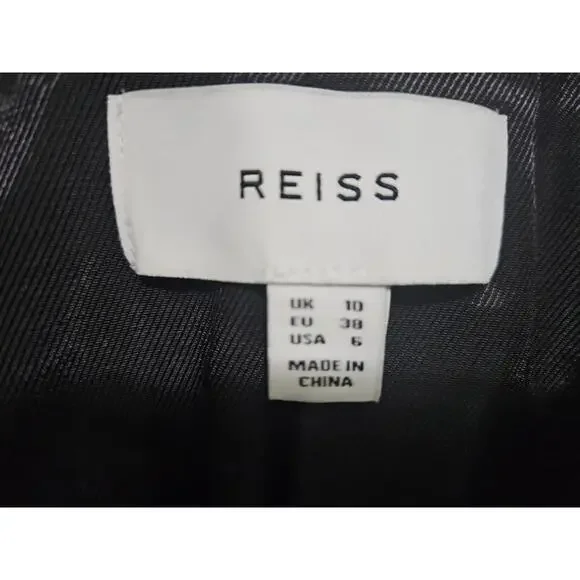 REISS
UK 10
EU 38
USA 6
MADE IN
CHINA